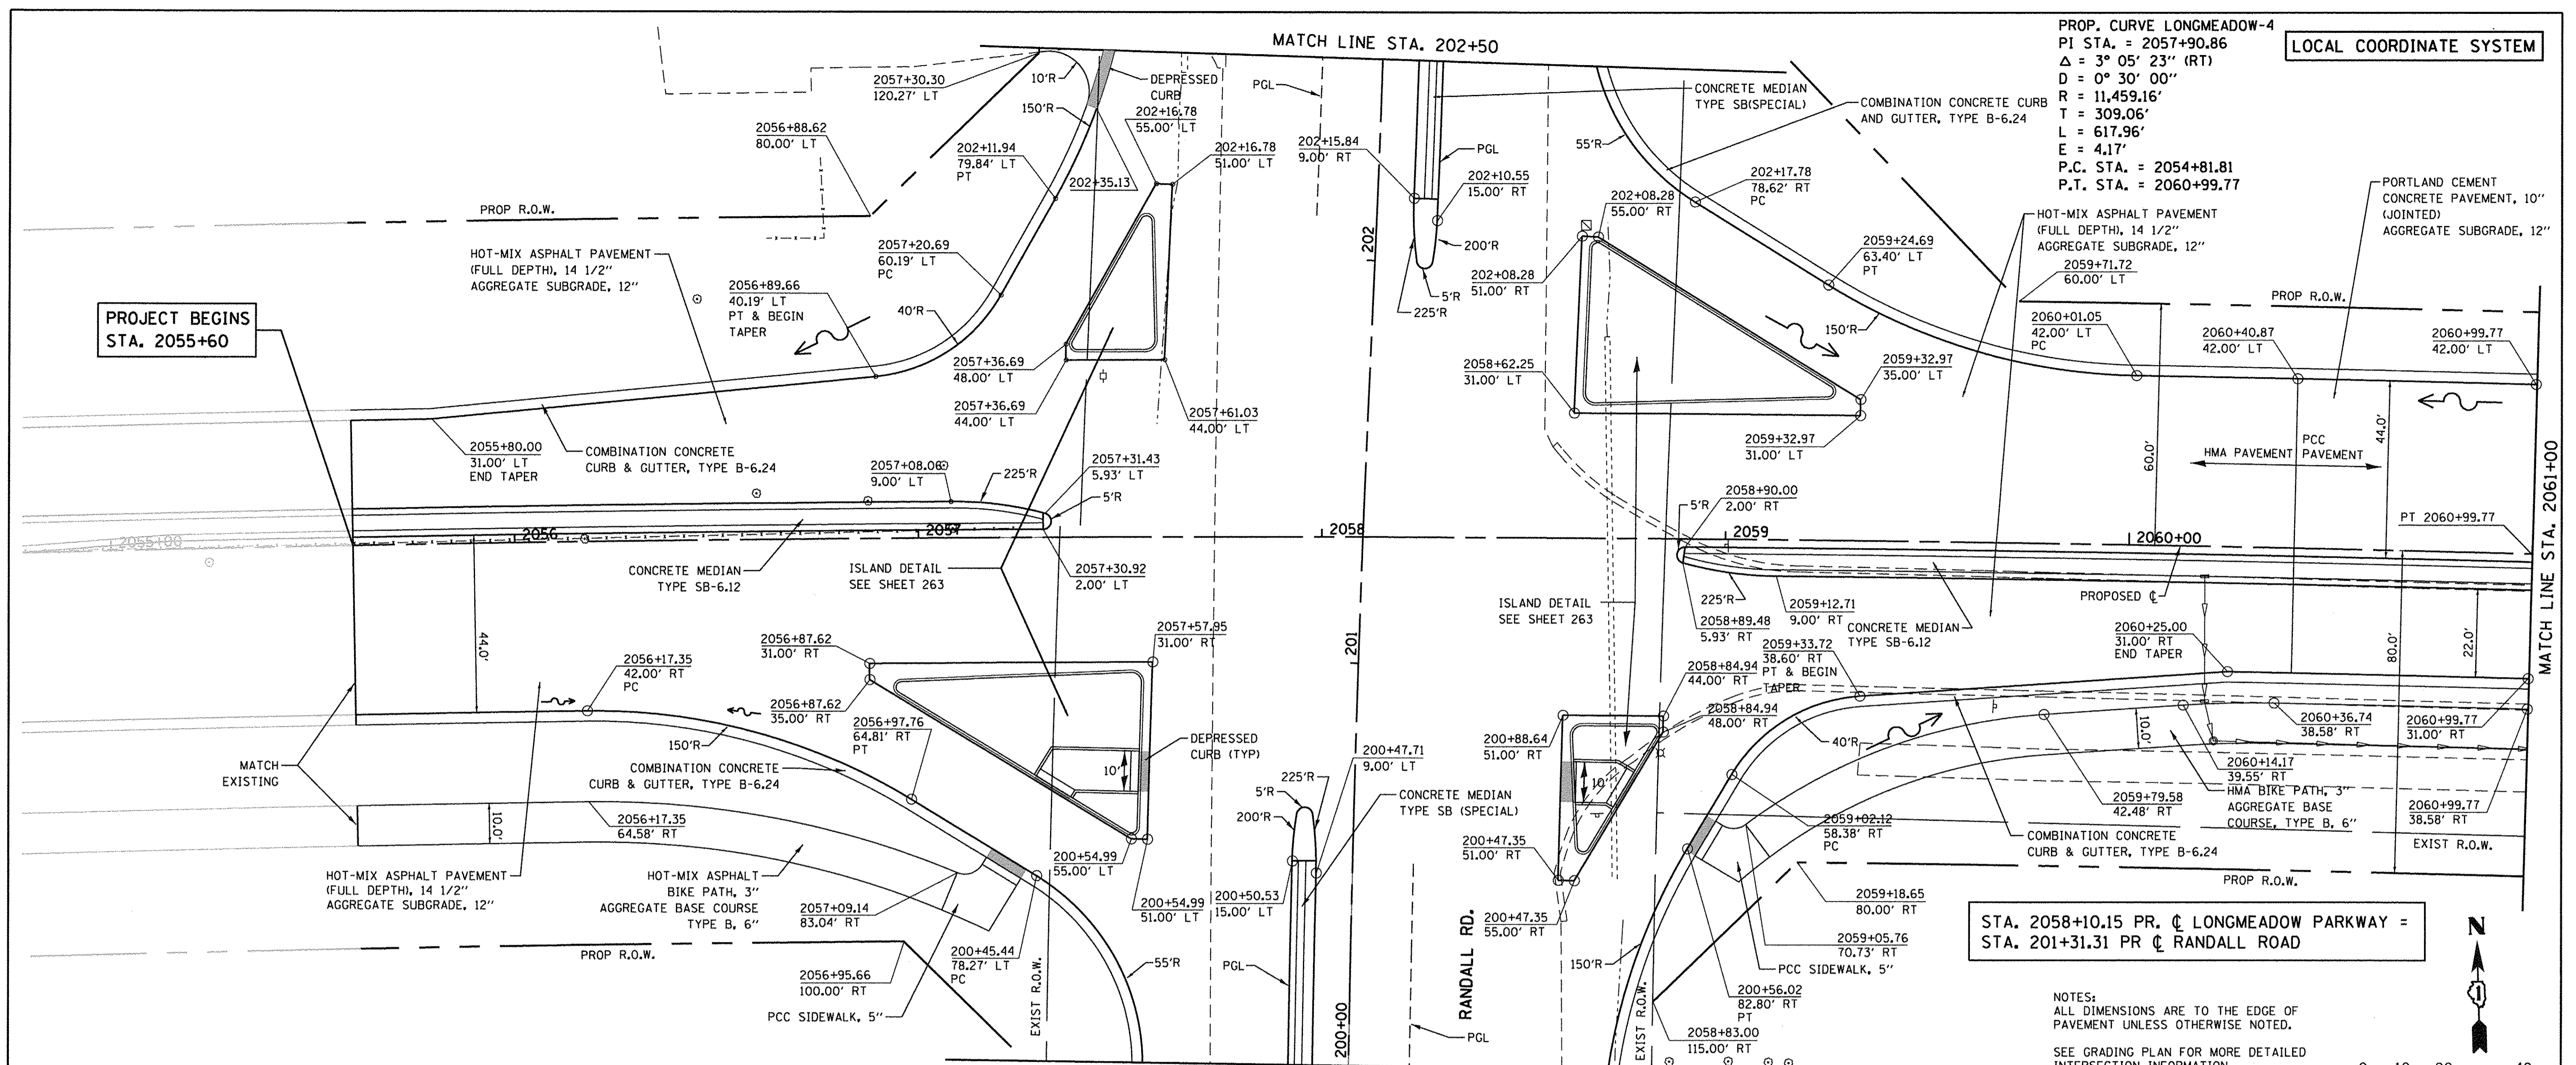 MATCH LINE STA. 202+50
PROP. CURVE LONGMEADOW-4
PI STA. = 2057+90.86
Δ = 3° 05' 23" (RT)
D = 0° 30' 00"
R = 11,459.16'
T = 309.06'
L = 617.96'
E = 4.17'
P.C. STA. = 2054+81.81
P.T. STA. = 2060+99.77
LOCAL COORDINATE SYSTEM
2057+30.30
120.27' LT
10'R
150'R
DEPRESSED
CURB
202+16.78
55.00' LT
PGL
2056+88.62
80.00' LT
202+11.94
79.84' LT
PT
202+35.13
202+16.78
51.00' LT
202+15.84
9.00' RT
PGL
202+10.55
15.00' RT
200'R
5'R
225'R
202
CONCRETE MEDIAN
TYPE SB(SPECIAL)
COMBINATION CONCRETE CURB
AND GUTTER, TYPE B-6.24
55'R
202+17.78
78.62' RT
PC
202+08.28
55.00' RT
202+08.28
51.00' RT
2059+24.69
63.40' LT
PT
150'R
PORTLAND CEMENT
CONCRETE PAVEMENT, 10"
(JOINTED)
AGGREGATE SUBGRADE, 12"
HOT-MIX ASPHALT PAVEMENT
(FULL DEPTH), 14 1/2"
AGGREGATE SUBGRADE, 12"
2059+71.72
60.00' LT
PROP R.O.W.
PROP R.O.W.
HOT-MIX ASPHALT PAVEMENT
(FULL DEPTH), 14 1/2"
AGGREGATE SUBGRADE, 12"
2057+20.69
60.19' LT
PC
2056+89.66
40.19' LT
PT & BEGIN
TAPER
40'R
PROJECT BEGINS
STA. 2055+60
2057+36.69
48.00' LT
2057+36.69
44.00' LT
2057+61.03
44.00' LT
2058+62.25
31.00' LT
2059+32.97
35.00' LT
2059+32.97
31.00' LT
2060+01.05
42.00' LT
PC
2060+40.87
42.00' LT
2060+99.77
42.00' LT
60.0'
44.0'
HMA PAVEMENT
PCC
PAVEMENT
MATCH LINE STA. 2061+00
PT 2060+99.77
2055+80.00
31.00' LT
END TAPER
COMBINATION CONCRETE
CURB & GUTTER, TYPE B-6.24
2057+08.06
9.00' LT
225'R
2057+31.43
5.93' LT
5'R
2055+00
2056
2057
2058
2059
2060+00
5'R
2058+90.00
2.00' RT
CONCRETE MEDIAN
TYPE SB-6.12
ISLAND DETAIL
SEE SHEET 263
2057+30.92
2.00' LT
ISLAND DETAIL
SEE SHEET 263
225'R
2058+89.48
5.93' RT
2059+12.71
9.00' RT
CONCRETE MEDIAN
TYPE SB-6.12
PROPOSED ℄
44.0'
2056+17.35
42.00' RT
PC
2056+87.62
31.00' RT
2057+57.95
31.00' RT
201
2058+84.94
44.00' RT
2059+33.72
38.60' RT
PT & BEGIN
TAPER
2060+25.00
31.00' RT
END TAPER
80.0'
22.0'
2056+87.62
35.00' RT
2056+97.76
64.81' RT
PT
150'R
2058+84.94
48.00' RT
40'R
10.0'
2060+36.74
38.58' RT
2060+99.77
31.00' RT
MATCH
EXISTING
COMBINATION CONCRETE
CURB & GUTTER, TYPE B-6.24
10'
DEPRESSED
CURB (TYP)
200+47.71
9.00' LT
225'R
5'R
200'R
CONCRETE MEDIAN
TYPE SB (SPECIAL)
200+88.64
51.00' RT
10'
2060+14.17
39.55' RT
HMA BIKE PATH, 3"
AGGREGATE BASE
COURSE, TYPE B, 6"
2059+79.58
42.48' RT
2060+99.77
38.58' RT
10.0'
2056+17.35
64.58' RT
2059+02.12
58.38' RT
PC
COMBINATION CONCRETE
CURB & GUTTER, TYPE B-6.24
EXIST R.O.W.
PROP R.O.W.
200+54.99
55.00' LT
200+47.35
51.00' RT
HOT-MIX ASPHALT PAVEMENT
(FULL DEPTH), 14 1/2"
AGGREGATE SUBGRADE, 12"
HOT-MIX ASPHALT
BIKE PATH, 3"
AGGREGATE BASE COURSE
TYPE B, 6"
2057+09.14
83.04' RT
200+54.99
51.00' LT
200+50.53
15.00' LT
200+47.35
55.00' RT
2059+18.65
80.00' RT
2059+05.76
70.73' RT
PCC SIDEWALK, 5"
STA. 2058+10.15 PR. ℄ LONGMEADOW PARKWAY =
STA. 201+31.31 PR ℄ RANDALL ROAD
N
PROP R.O.W.
2056+95.66
100.00' RT
200+45.44
78.27' LT
PC
55'R
PCC SIDEWALK, 5"
EXIST R.O.W.
PGL
200+00
PGL
RANDALL RD.
150'R
EXIST R.O.W.
200+56.02
82.80' RT
PT
2058+83.00
115.00' RT
NOTES:
ALL DIMENSIONS ARE TO THE EDGE OF
PAVEMENT UNLESS OTHERWISE NOTED.
SEE GRADING PLAN FOR MORE DETAILED
INTERSECTION INFORMATION